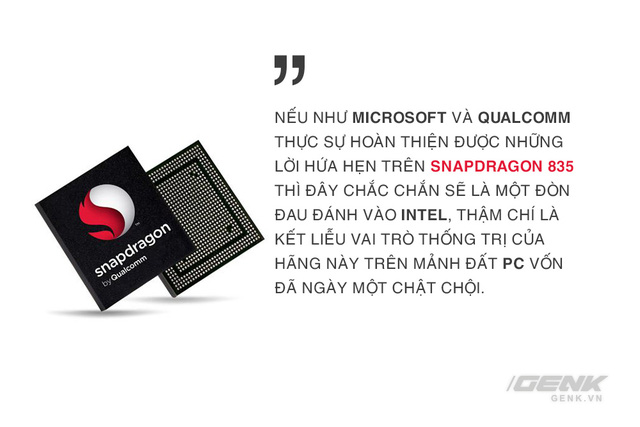 NẾU NHƯ MICROSOFT VÀ QUALCOMM
THỰC SỰ HOÀN THIỆN ĐƯỢC NHỮNG
LỜI HỨA HẸN TRÊN SNAPDRAGON 835
THÌ ĐÂY CHẮC CHẮN SẼ LÀ MỘT ĐÒN
ĐAU ĐÁNH VÀO INTEL, THẬM CHÍ LÀ
KẾT LIỄU VAI TRÒ THỐNG TRỊ CỦA
HÃNG NÀY TRÊN MẢNH ĐẤT PC VỐN
ĐÃ NGÀY MỘT CHẬT CHỘI.
snapdragon™
by Qualcomm
GENK
GENK.VN